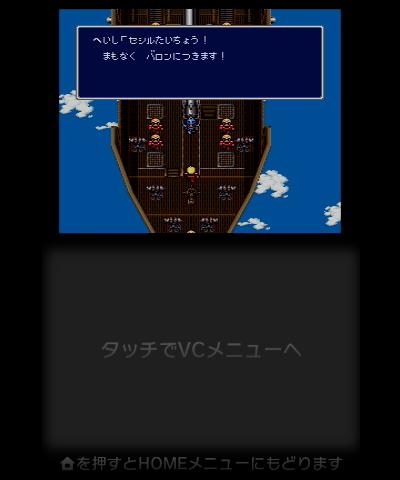 へいし「セシルたいちょう!
まもなく バロンにつきます!
タッチでVCメニューへ
を押すとHOMEメニューにもどります